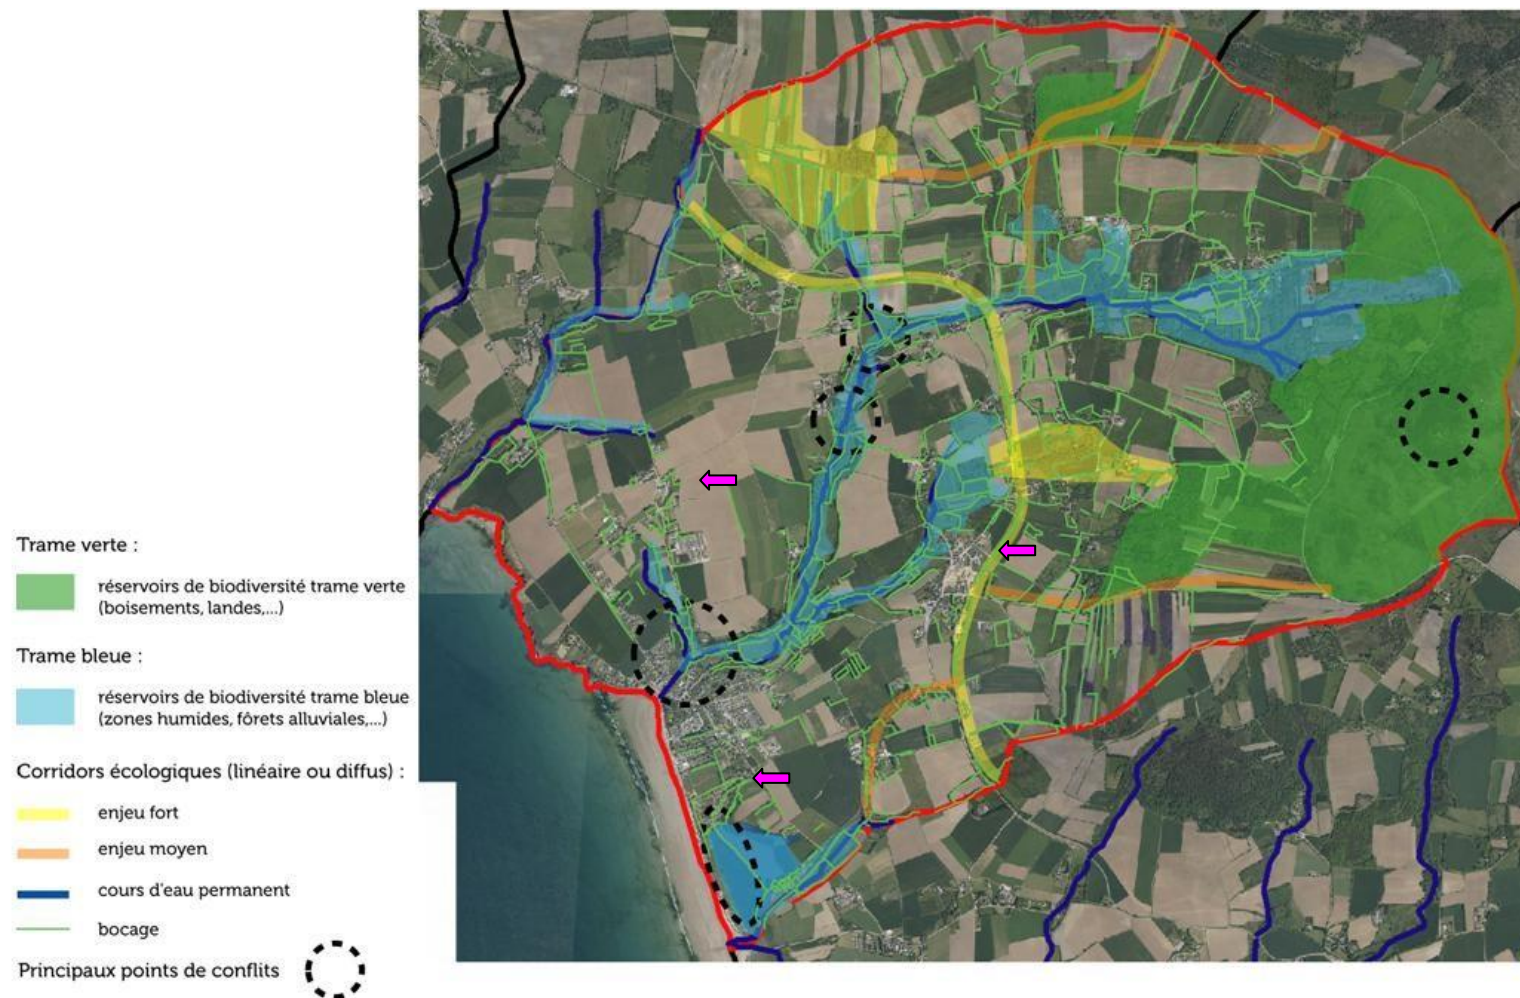 Trame verte :
réservoirs de biodiversité trame verte
(boisements, landes,...)
Trame bleue :
réservoirs de biodiversité trame bleue
(zones humides, fôrets alluviales,...)
Corridors écologiques (linéaire ou diffus) :
enjeu fort
enjeu moyen
cours d'eau permanent
bocage
Principaux points de conflits